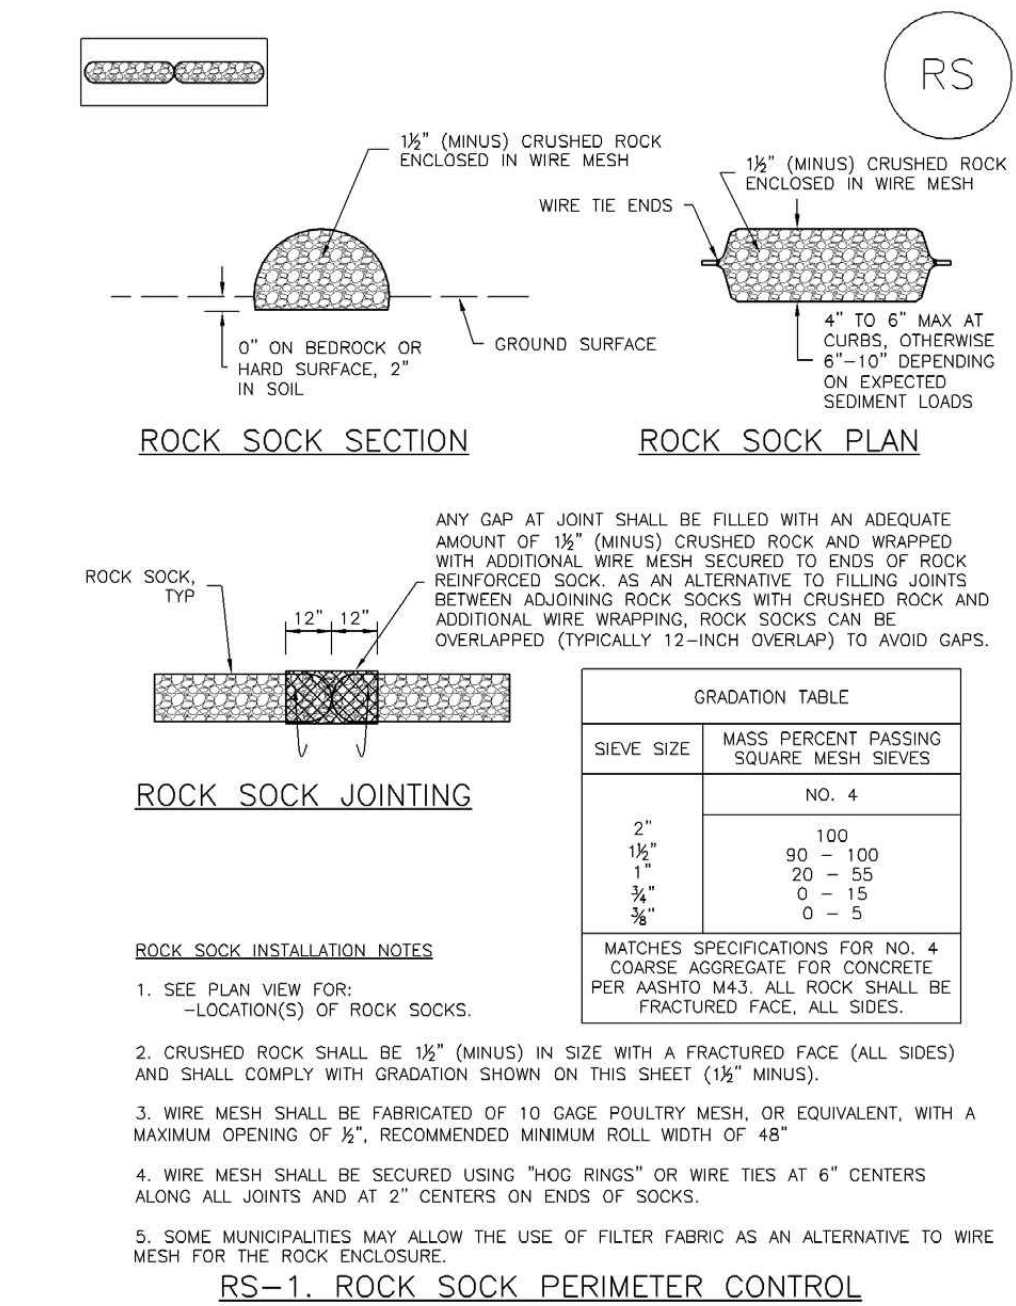 RS
1½" (MINUS) CRUSHED ROCK
ENCLOSED IN WIRE MESH
1½" (MINUS) CRUSHED ROCK
ENCLOSED IN WIRE MESH
WIRE TIE ENDS
0" ON BEDROCK OR
HARD SURFACE, 2"
IN SOIL
GROUND SURFACE
4" TO 6" MAX AT
CURBS, OTHERWISE
6"-10" DEPENDING
ON EXPECTED
SEDIMENT LOADS
ROCK SOCK SECTION
ROCK SOCK PLAN
ANY GAP AT JOINT SHALL BE FILLED WITH AN ADEQUATE
AMOUNT OF 1½" (MINUS) CRUSHED ROCK AND WRAPPED
WITH ADDITIONAL WIRE MESH SECURED TO ENDS OF ROCK
REINFORCED SOCK. AS AN ALTERNATIVE TO FILLING JOINTS
BETWEEN ADJOINING ROCK SOCKS WITH CRUSHED ROCK AND
ADDITIONAL WIRE WRAPPING, ROCK SOCKS CAN BE
OVERLAPPED (TYPICALLY 12-INCH OVERLAP) TO AVOID GAPS.
ROCK SOCK,
TYP
12" 12"
ROCK SOCK JOINTING
GRADATION TABLE
SIEVE SIZE
MASS PERCENT PASSING
SQUARE MESH SIEVES
NO. 4
2" 100
1½" 90 - 100
1" 20 - 55
¾" 0 - 15
⅜" 0 - 5
MATCHES SPECIFICATIONS FOR NO. 4
COARSE AGGREGATE FOR CONCRETE
PER AASHTO M43. ALL ROCK SHALL BE
FRACTURED FACE, ALL SIDES.
ROCK SOCK INSTALLATION NOTES
1. SEE PLAN VIEW FOR:
-LOCATION(S) OF ROCK SOCKS.
2. CRUSHED ROCK SHALL BE 1½" (MINUS) IN SIZE WITH A FRACTURED FACE (ALL SIDES)
AND SHALL COMPLY WITH GRADATION SHOWN ON THIS SHEET (1½" MINUS).
3. WIRE MESH SHALL BE FABRICATED OF 10 GAGE POULTRY MESH, OR EQUIVALENT, WITH A
MAXIMUM OPENING OF ½", RECOMMENDED MINIMUM ROLL WIDTH OF 48"
4. WIRE MESH SHALL BE SECURED USING "HOG RINGS" OR WIRE TIES AT 6" CENTERS
ALONG ALL JOINTS AND AT 2" CENTERS ON ENDS OF SOCKS.
5. SOME MUNICIPALITIES MAY ALLOW THE USE OF FILTER FABRIC AS AN ALTERNATIVE TO WIRE
MESH FOR THE ROCK ENCLOSURE.
RS-1. ROCK SOCK PERIMETER CONTROL